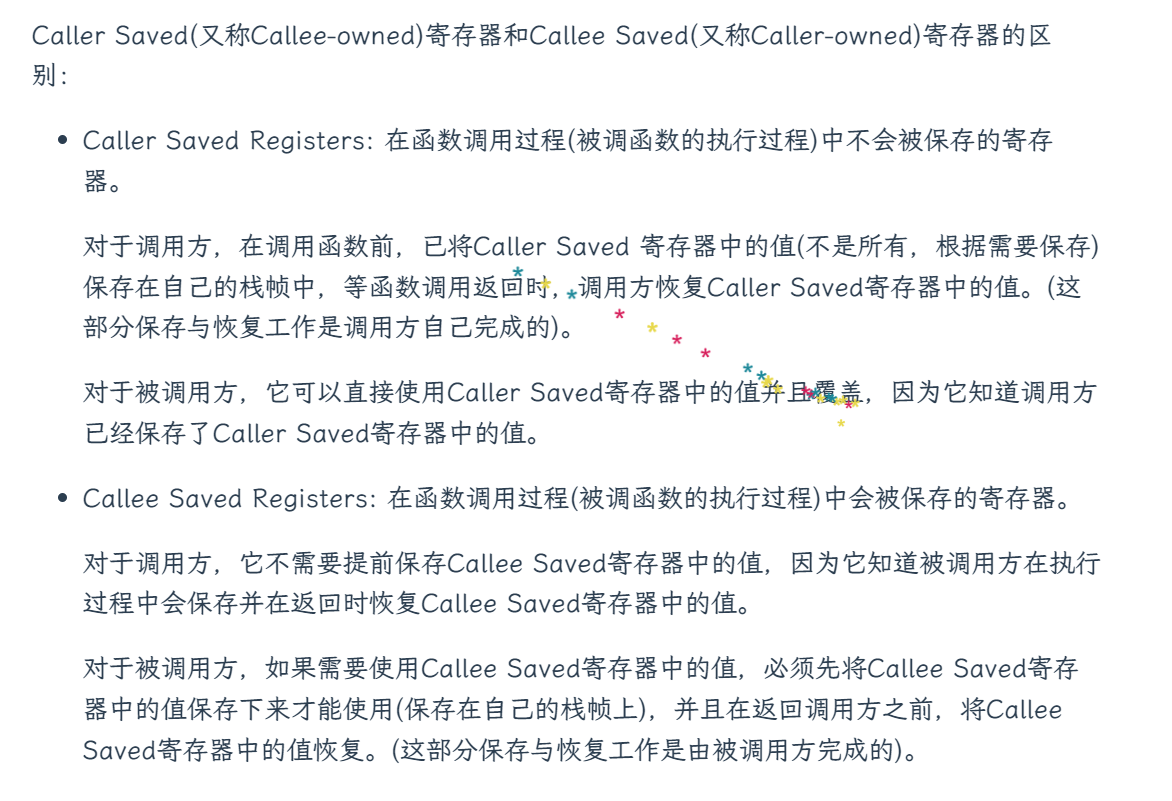 Caller Saved(又称Callee-owned)寄存器和Callee Saved(又称Caller-owned)寄存器的区
别：
• Caller Saved Registers: 在函数调用过程(被调函数的执行过程)中不会被保存的寄存
器。
对于调用方，在调用函数前，已将Caller Saved 寄存器中的值(不是所有，根据需要保存)
保存在自己的栈帧中，等函数调用返回时，调用方恢复Caller Saved寄存器中的值。(这
部分保存与恢复工作是调用方自己完成的)。
对于被调用方，它可以直接使用Caller Saved寄存器中的值并且覆盖，因为它知道调用方
已经保存了Caller Saved寄存器中的值。
• Callee Saved Registers: 在函数调用过程(被调函数的执行过程)中会被保存的寄存器。
对于调用方，它不需要提前保存Callee Saved寄存器中的值，因为它知道被调用方在执行
过程中会保存并在返回时恢复Callee Saved寄存器中的值。
对于被调用方，如果需要使用Callee Saved寄存器中的值，必须先将Callee Saved寄存
器中的值保存下来才能使用(保存在自己的栈帧上)，并且在返回调用方之前，将Callee
Saved寄存器中的值恢复。(这部分保存与恢复工作是由被调用方完成的)。